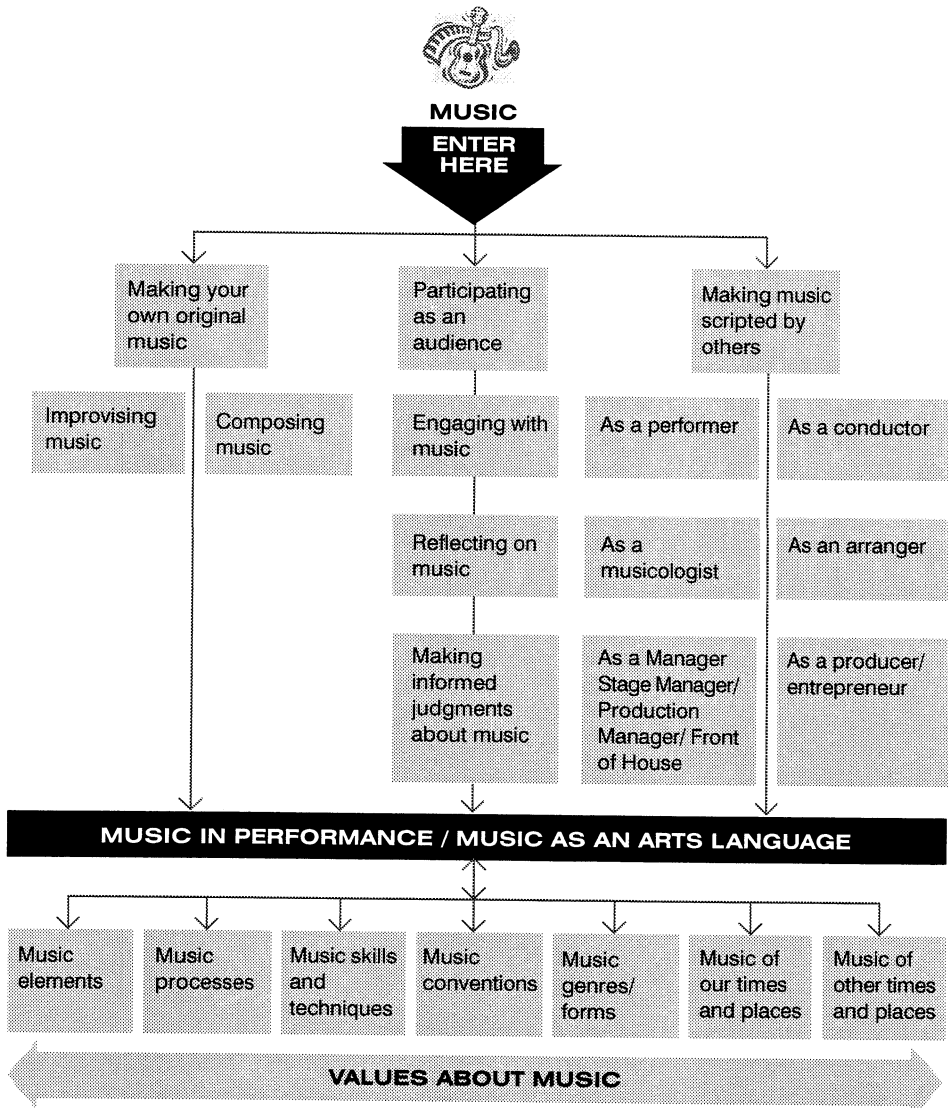 MUSIC
ENTER
HERE
Making your
own original
music
Participating
as an
audience
Making music
scripted by
others
Improvising
music
Composing
music
Engaging with
music
As a performer
As a conductor
Reflecting on
music
As a
musicologist
As an arranger
Making
informed
judgments
about music
As a Manager
Stage Manager/
Production
Manager/ Front
of House
As a producer/
entrepreneur
MUSIC IN PERFORMANCE / MUSIC AS AN ARTS LANGUAGE
Music
elements
Music
processes
Music skills
and
techniques
Music
conventions
Music
genres/
forms
Music of
our times
and places
Music of
other times
and places
VALUES ABOUT MUSIC